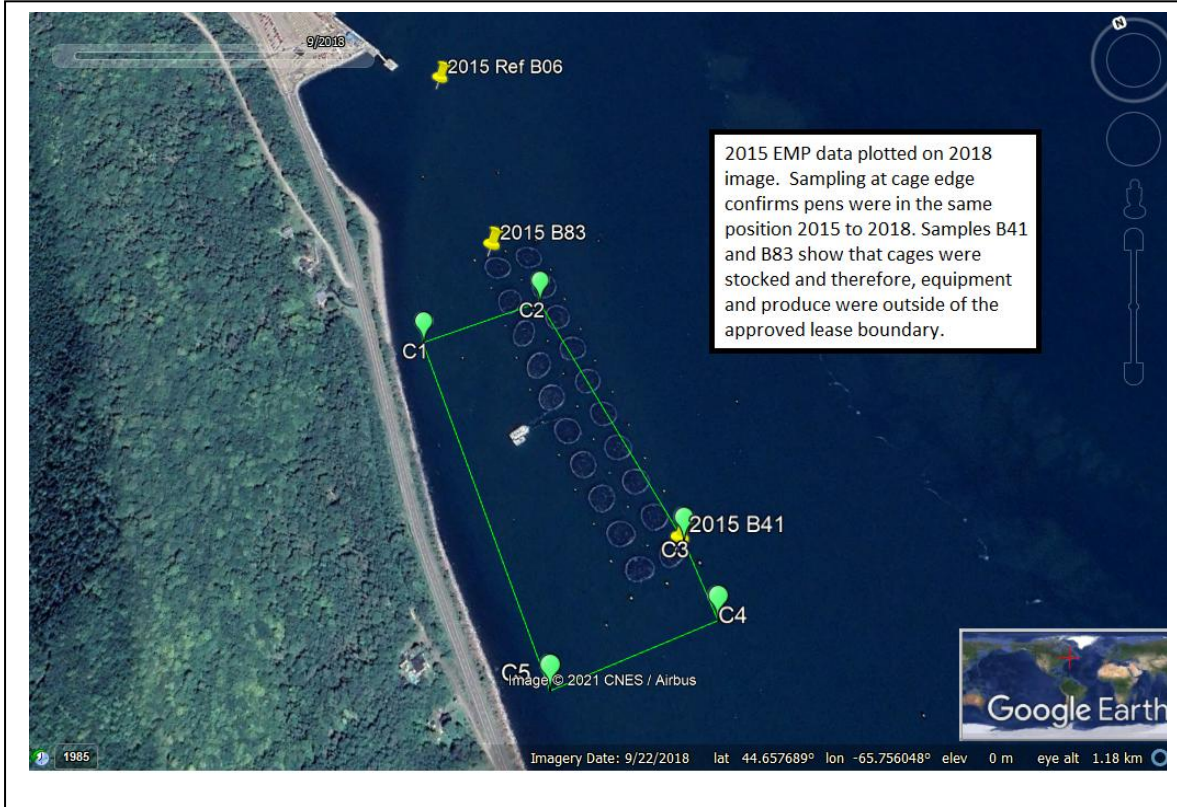 9/2018
N
2015 Ref B06
2015 EMP data plotted on 2018
image. Sampling at cage edge
confirms pens were in the same
position 2015 to 2018. Samples B41
and B83 show that cages were
stocked and therefore, equipment
and produce were outside of the
approved lease boundary.
2015 B83
C2
C1
2015 B41
C3
C4
C5
Image © 2021 CNES / Airbus
Google Earth
1985
Imagery Date: 9/22/2018 lat 44.657689° lon -65.756048° elev 0 m eye alt 1.18 km